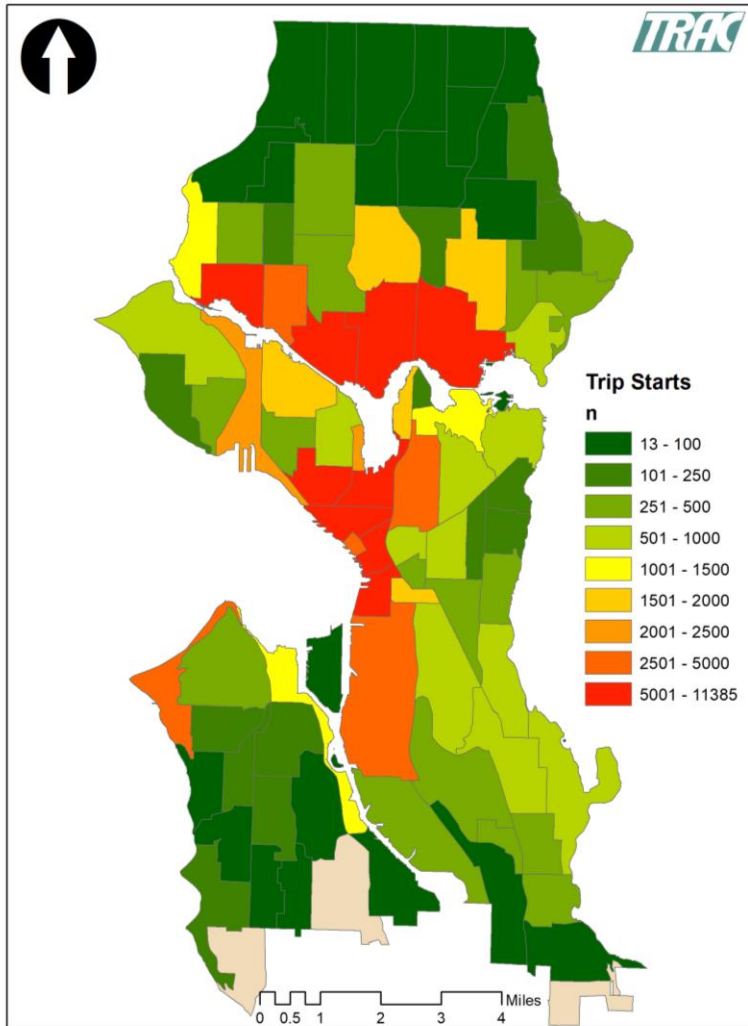 TRAC
Trip Starts
n
13 - 100
101 - 250
251 - 500
501 - 1000
1001 - 1500
1501 - 2000
2001 - 2500
2501 - 5000
5001 - 11385
Miles
0 0.5 1 2 3 4